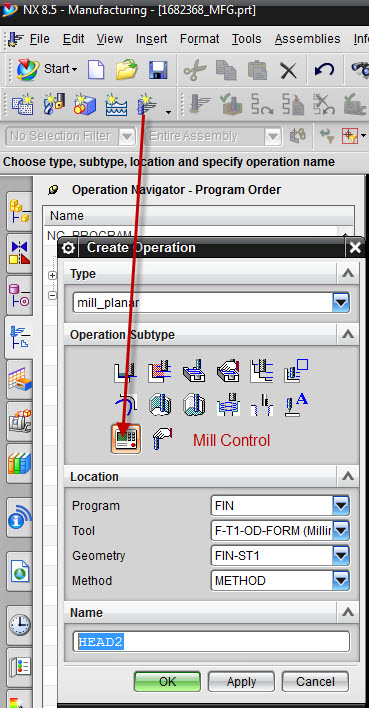 NX 8.5 - Manufacturing - [1682368_MFG.prt]
File Edit View Insert Format Tools Assemblies
Start
No Selection Filter Entire Assembly
Choose type, subtype, location and specify operation name
Operation Navigator - Program Order
Name
NC_PROGRAM
Create Operation
Type
mill_planar
Operation Subtype
A
Mill Control
Location
Program FIN
Tool F-T1-OD-FORM
Geometry FIN-ST1
Method METHOD
Name
HEAD2
OK Apply Cancel